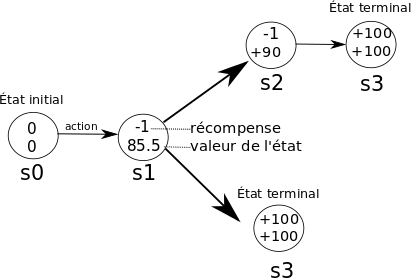 État terminal
-1
+90
s2
+100
+100
s3
État initial
0
0
s0
action
-1 récompense
85.5 valeur de l'état
s1
État terminal
+100
+100
s3